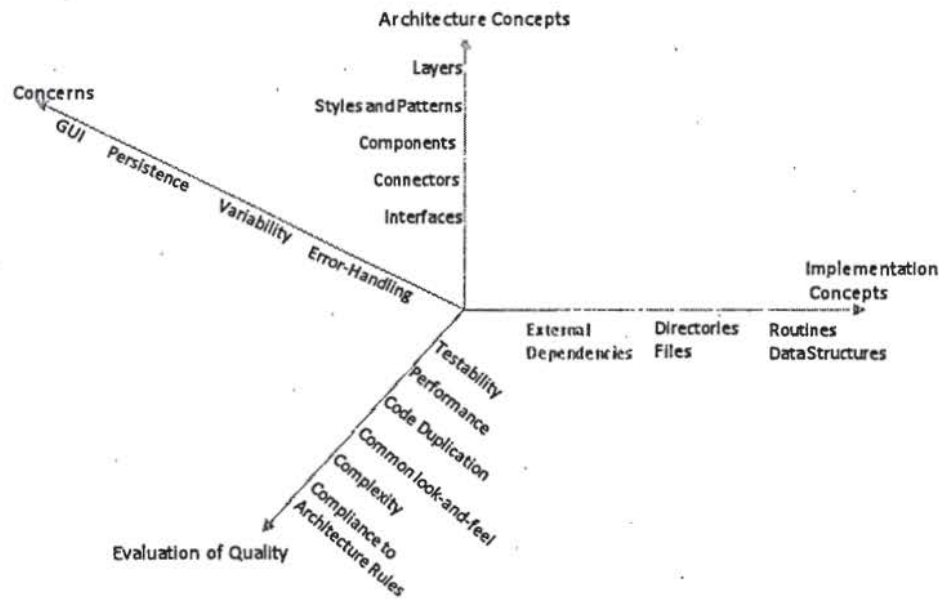 Architecture Concepts
Layers
Concerns
Styles and Patterns
GUI
Persistence
Components
Connectors
Variability
Interfaces
Error-Handling
Implementation
Concepts
External
Dependencies
Directories
Files
Routines
DataStructures
Testability
Performance
Code Duplication
Common look-and-feel
Complexity
Compliance to
Architecture Rules
Evaluation of Quality